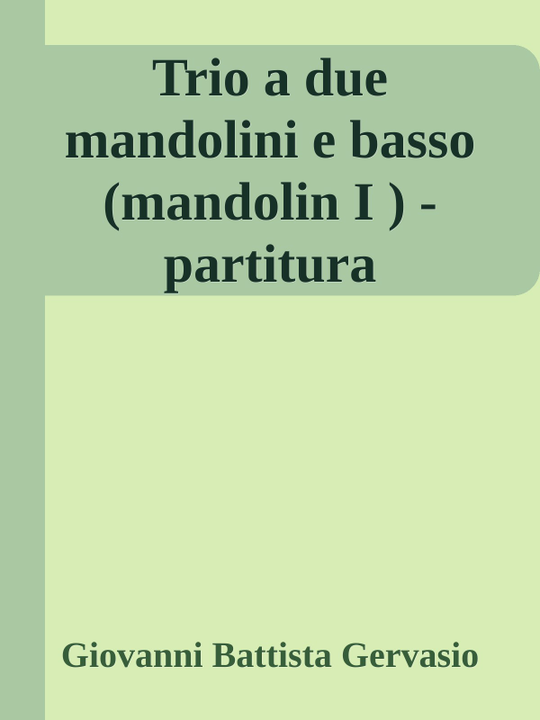 Trio a due
mandolini e basso
(mandolin I ) -
partitura
Giovanni Battista Gervasio